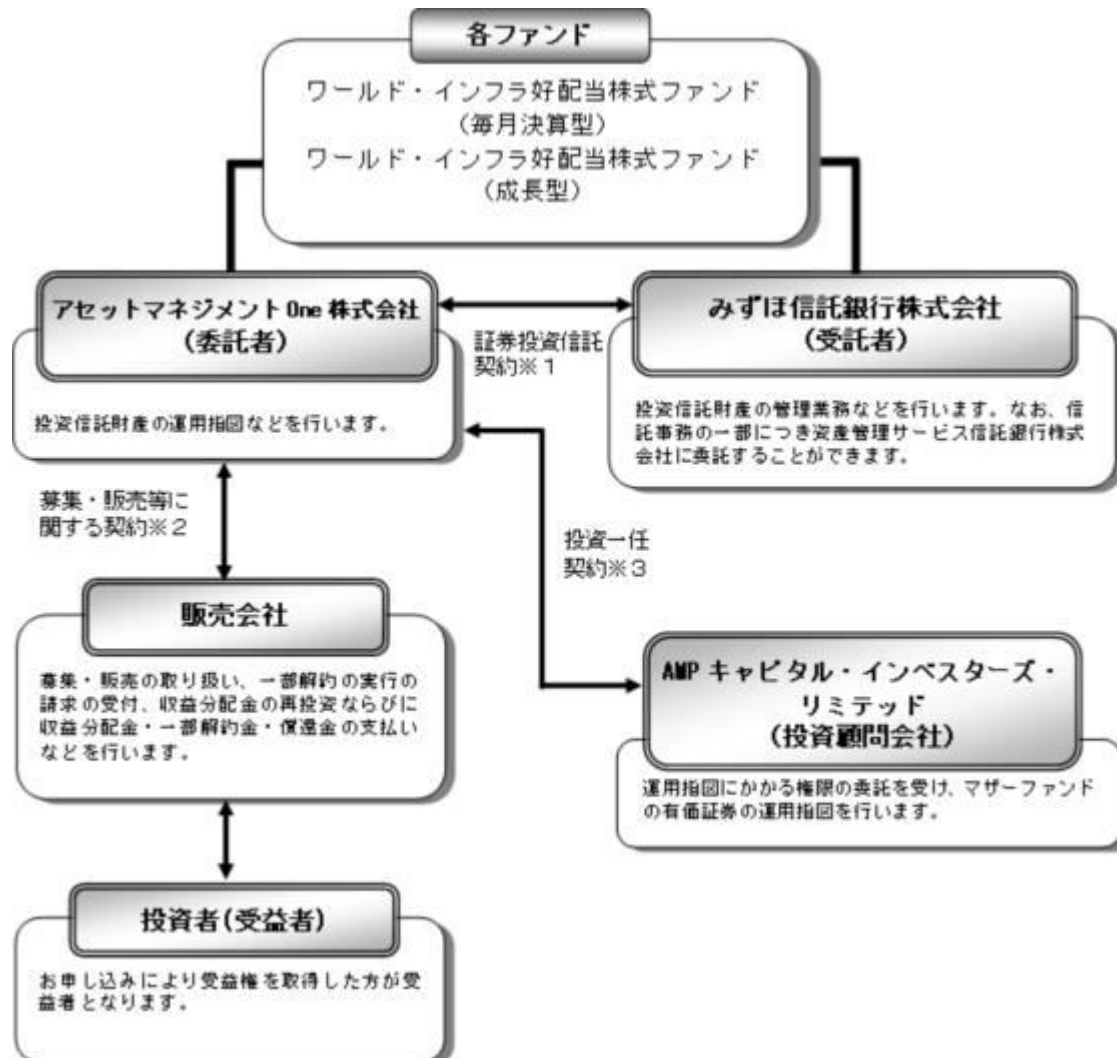 各ファンド
ワールド・インフラ好配当株式ファンド
(毎月決算型)
ワールド・インフラ好配当株式ファンド
(成長型)
アセットマネジメントOne株式会社
(委託者)
投資信託財産の運用指図などを行います。
証券投資信託
契約※1
みずほ信託銀行株式会社
(受託者)
投資信託財産の管理業務などを行います。なお、信
託事務の一部につき資産管理サービス信託銀行株式
会社に委託することができます。
募集・販売等に
関する契約※2
投資一任
契約※3
販売会社
募集・販売の取り扱い、一部解約の実行の
請求の受付、収益分配金の再投資ならびに
収益分配金・一部解約金・償還金の支払い
などを行います。
AMPキャピタル・インベスターズ・
リミテッド
(投資顧問会社)
運用指図にかかる権限の委託を受け、マザーファンド
の有価証券の運用指図を行います。
投資者(受益者)
お申し込みにより受益権を取得した方が受
益者となります。